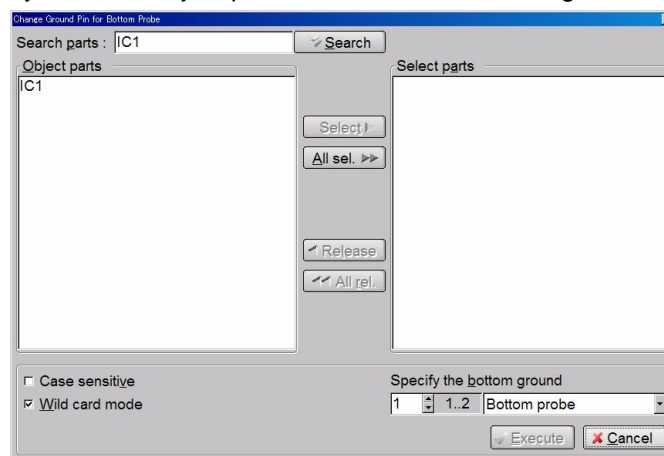 Change Ground Pin for Bottom Probe
Search parts : IC1 Search
Object parts
Select parts
IC1
Select
All sel.
Release
All rel.
Case sensitive
Wild card mode
Specify the bottom ground
1 1..2 Bottom probe
Execute Cancel